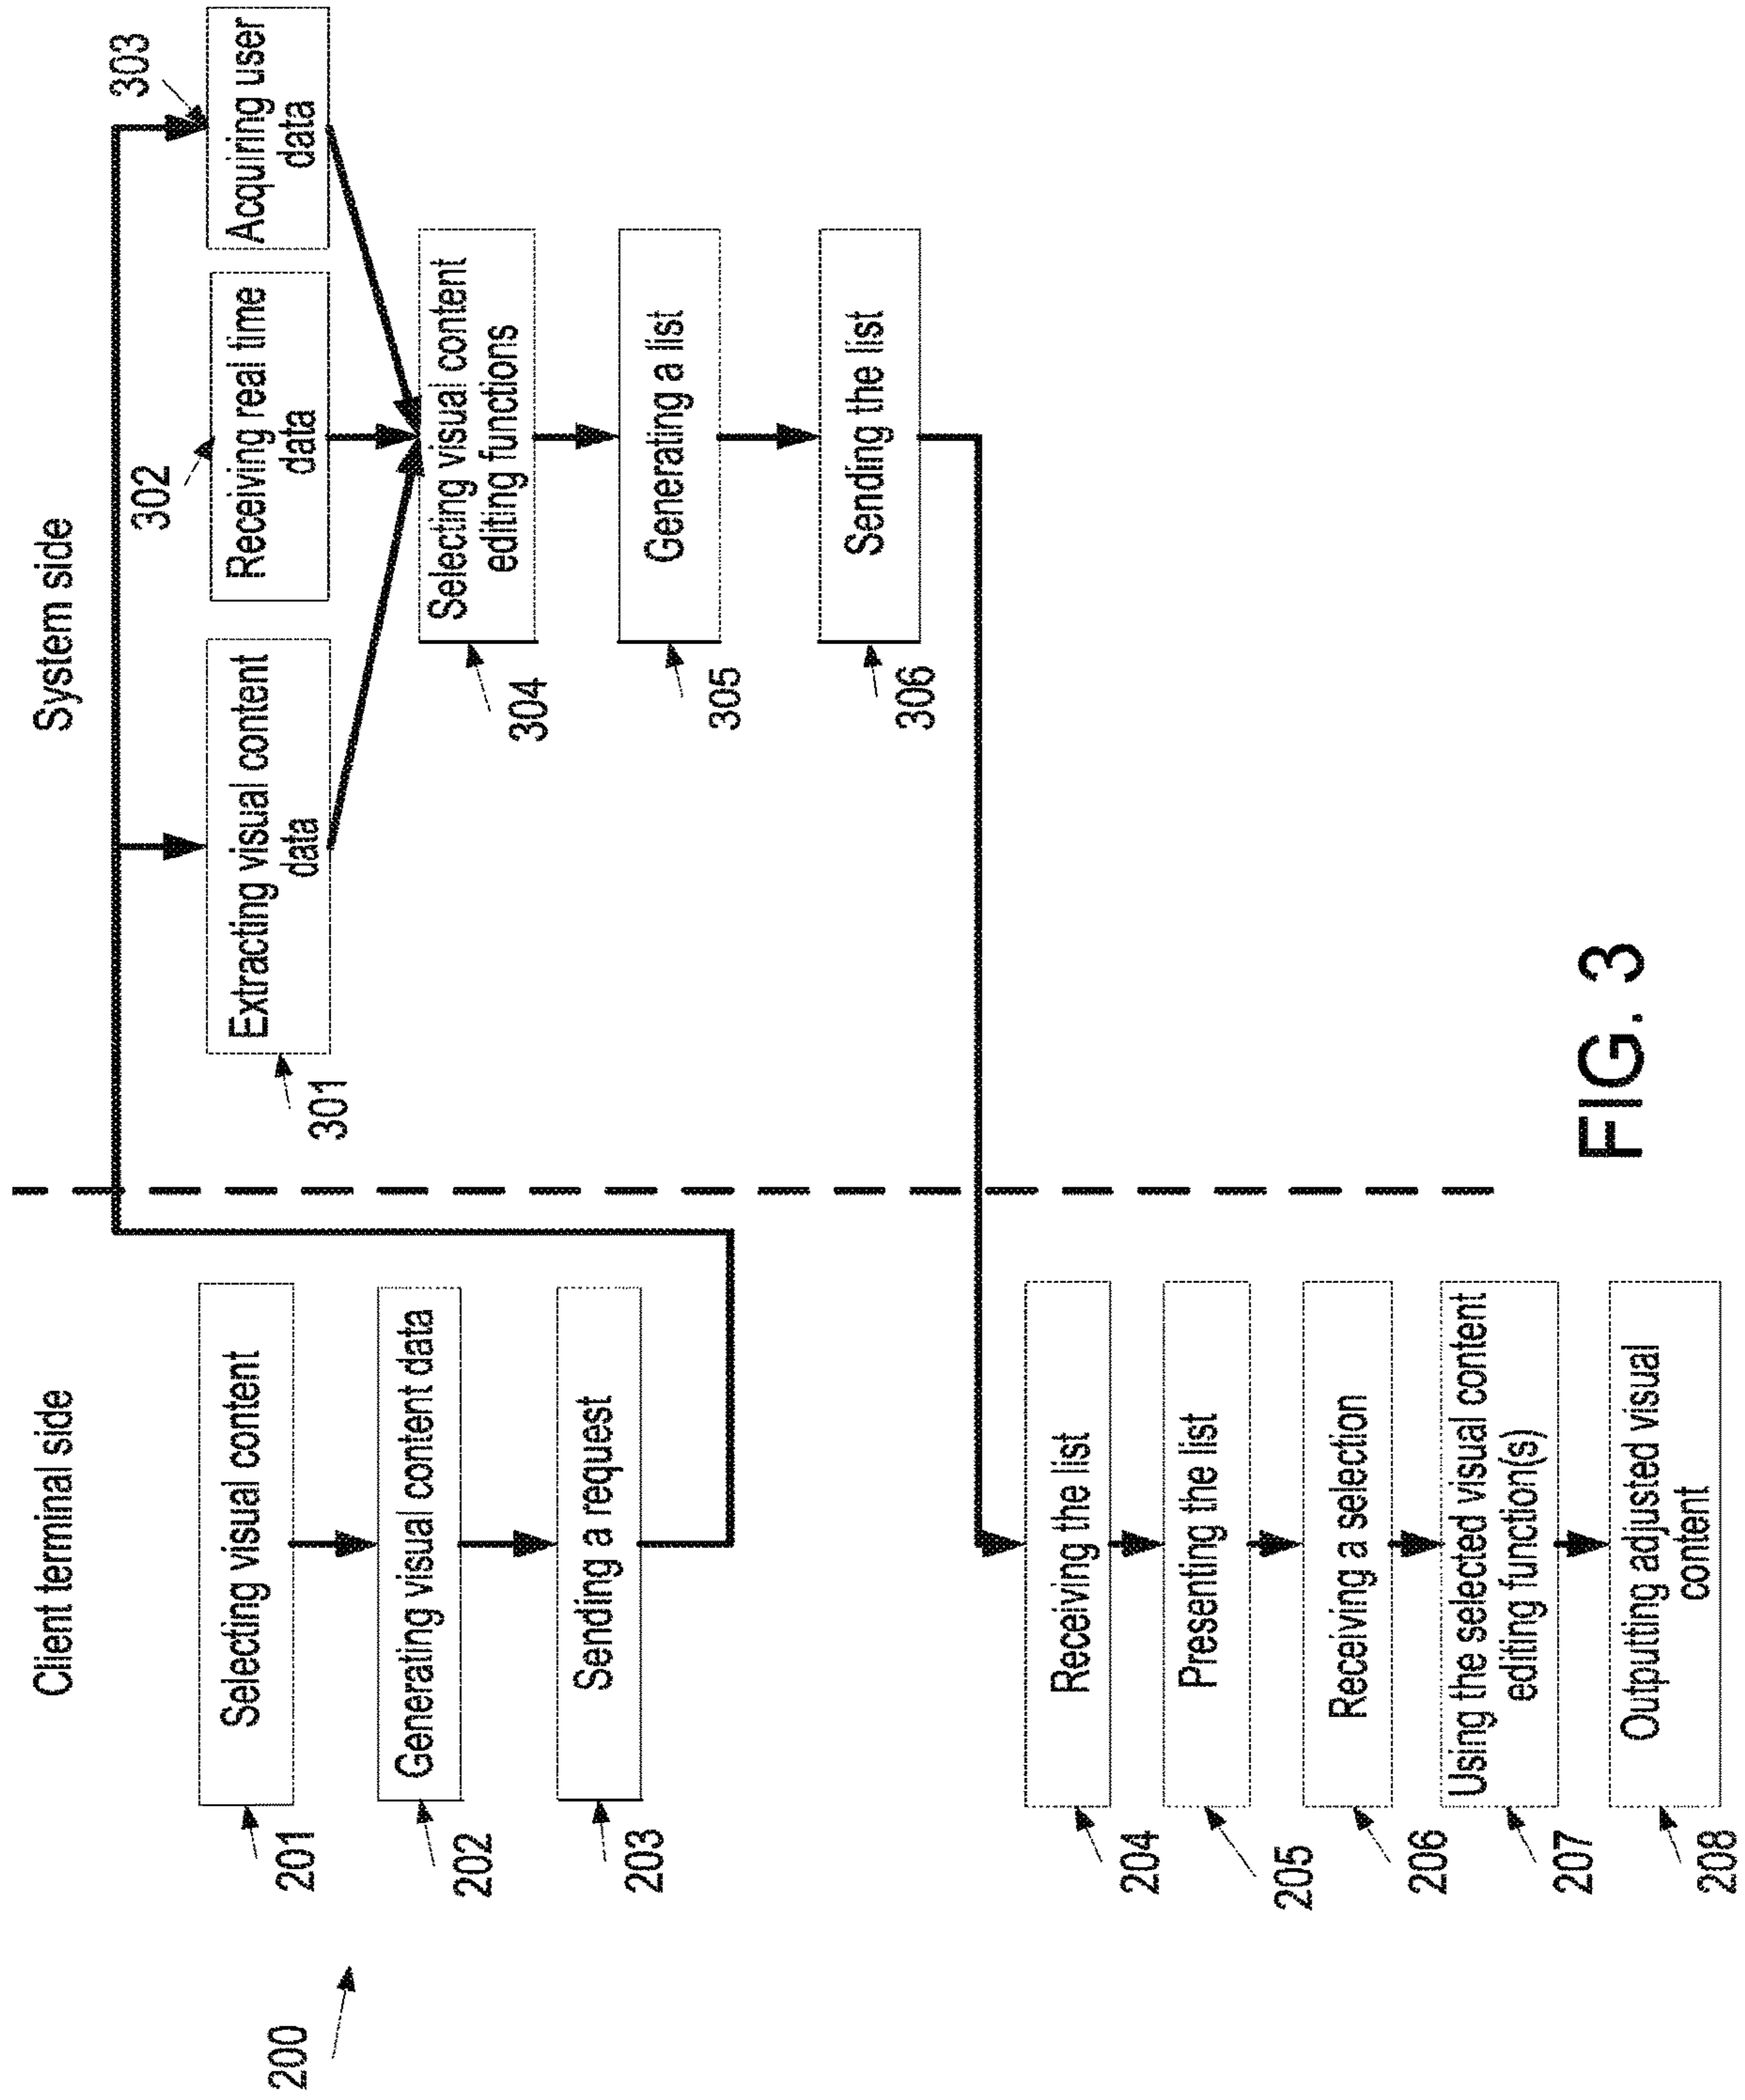 Client terminal side
System side
200
201
Selecting visual content
202
Generating visual content data
203
Sending a request
301
Extracting visual content
data
302
Receiving real time
data
303
Acquiring user
data
304
Selecting visual content
editing functions
305
Generating a list
306
Sending the list
204
Receiving the list
205
Presenting the list
206
Receiving a selection
207
Using the selected visual content
editing function(s)
208
Outputting adjusted visual
content
FIG. 3